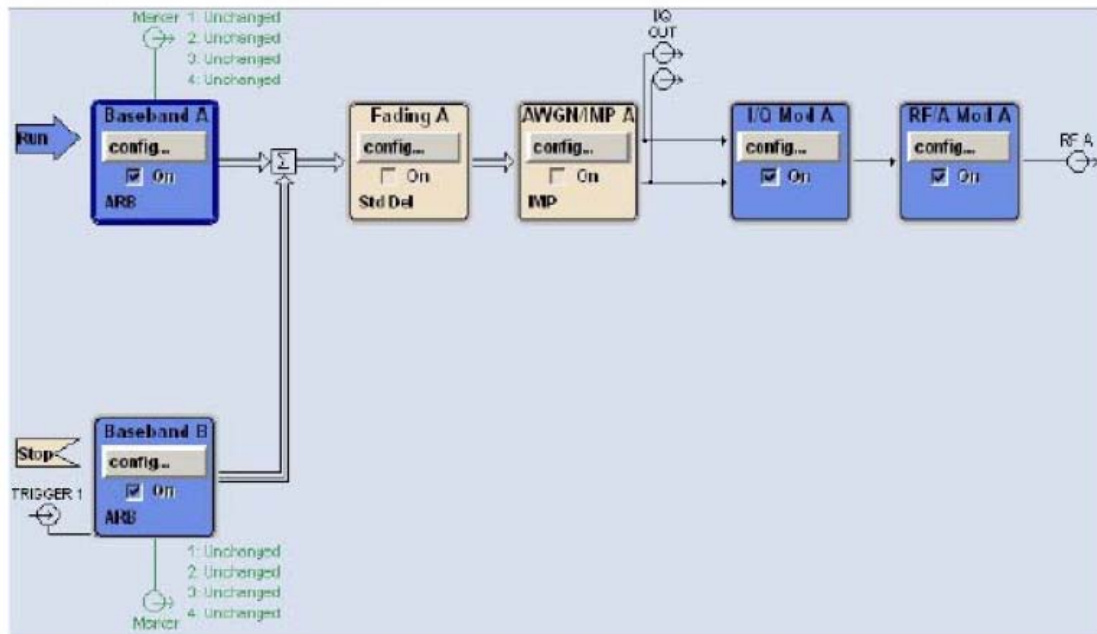 Marker 1: Unchanged
2: Unchanged
3: Unchanged
4: Unchanged
I/Q
OUT
Run
Baseband A
config...
On
ARB
Σ
Fading A
config...
On
Std Del
AWGN/IMP A
config...
On
IMP
I/Q Mod A
config...
On
RF/A Mod A
config...
On
RF A
Stop
TRIGGER 1
Baseband B
config...
On
ARB
1: Unchanged
2: Unchanged
3: Unchanged
4: Unchanged
Marker